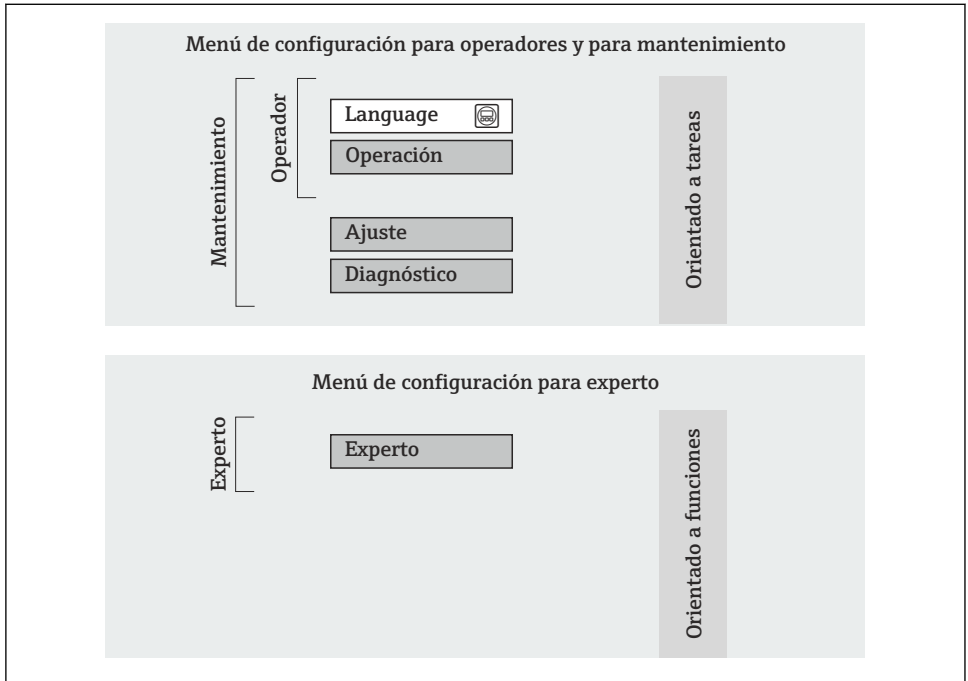 Menú de configuración para operadores y para mantenimiento
Mantenimiento
Operador
Language
Operación
Ajuste
Diagnóstico
Orientado a tareas
Menú de configuración para experto
Experto
Experto
Orientado a funciones